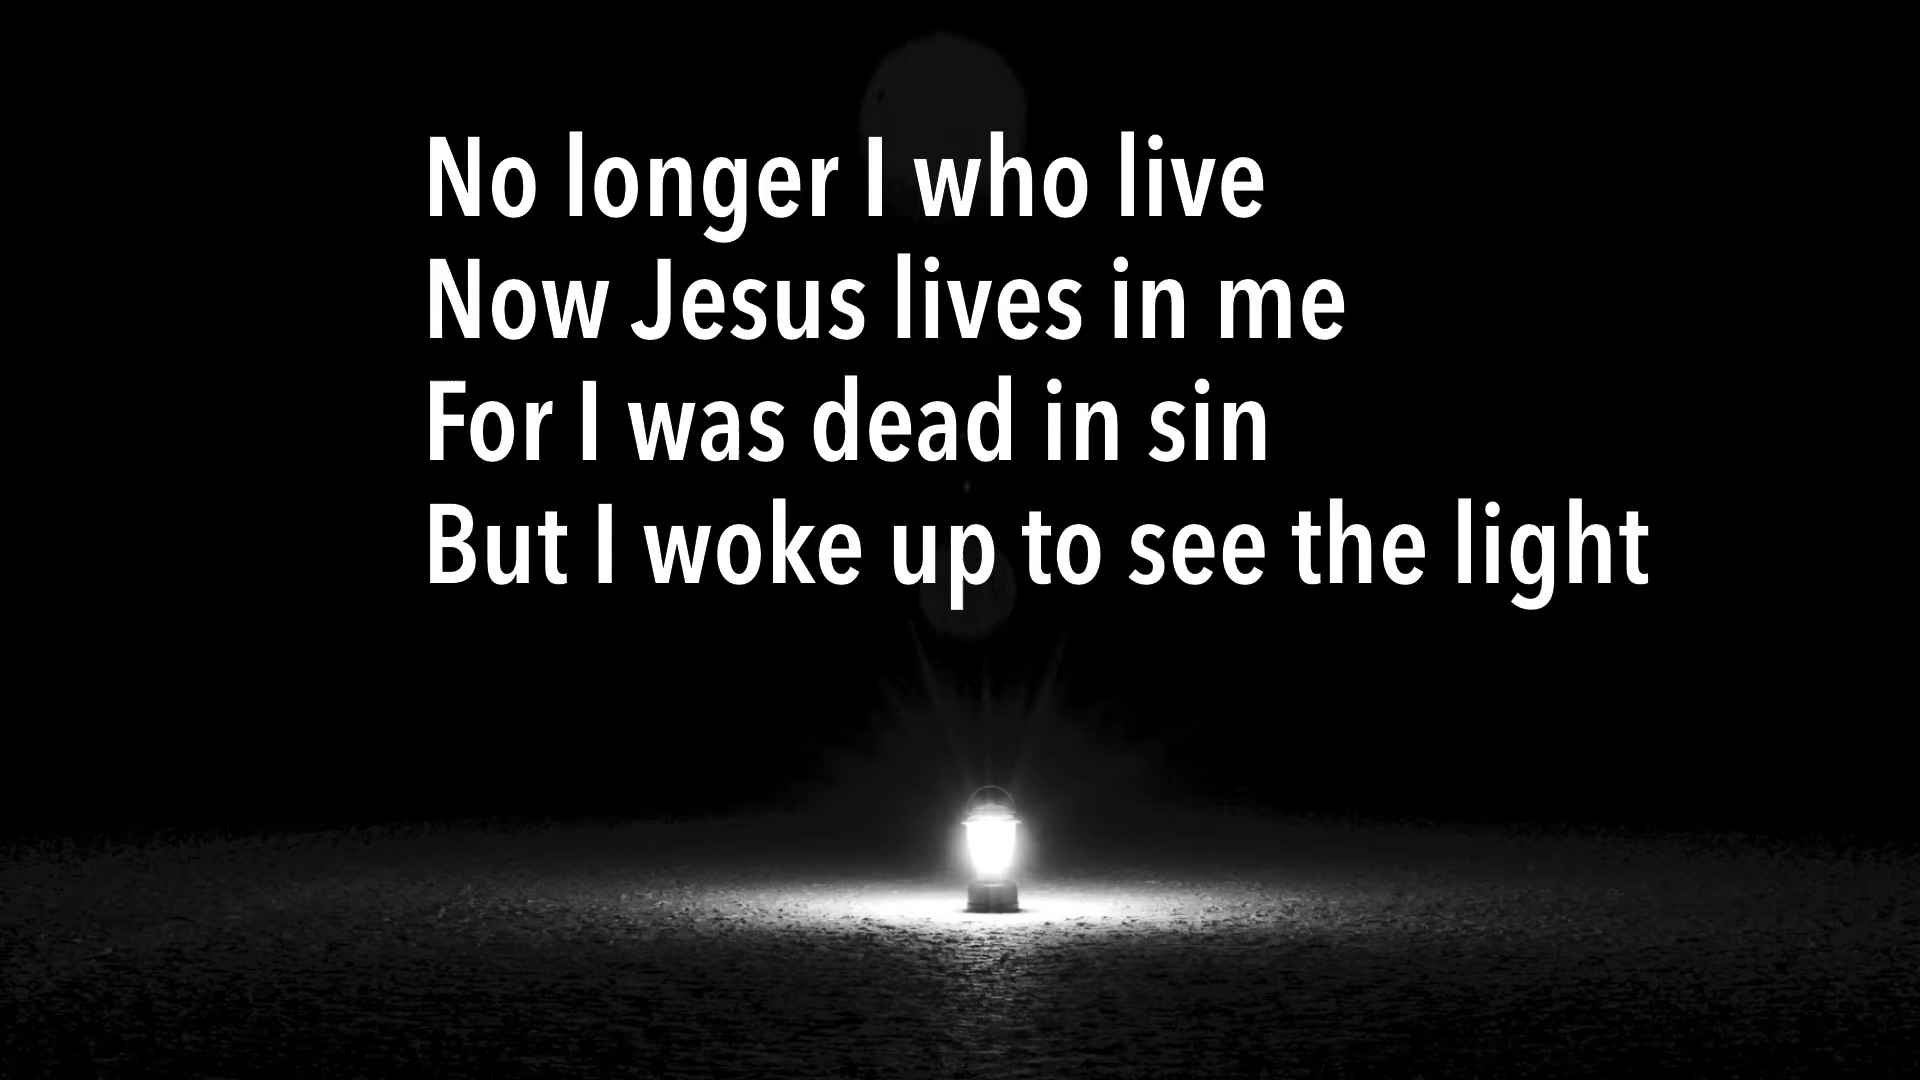 No longer I who live
Now Jesus lives in me
For I was dead in sin
But I woke up to see the light